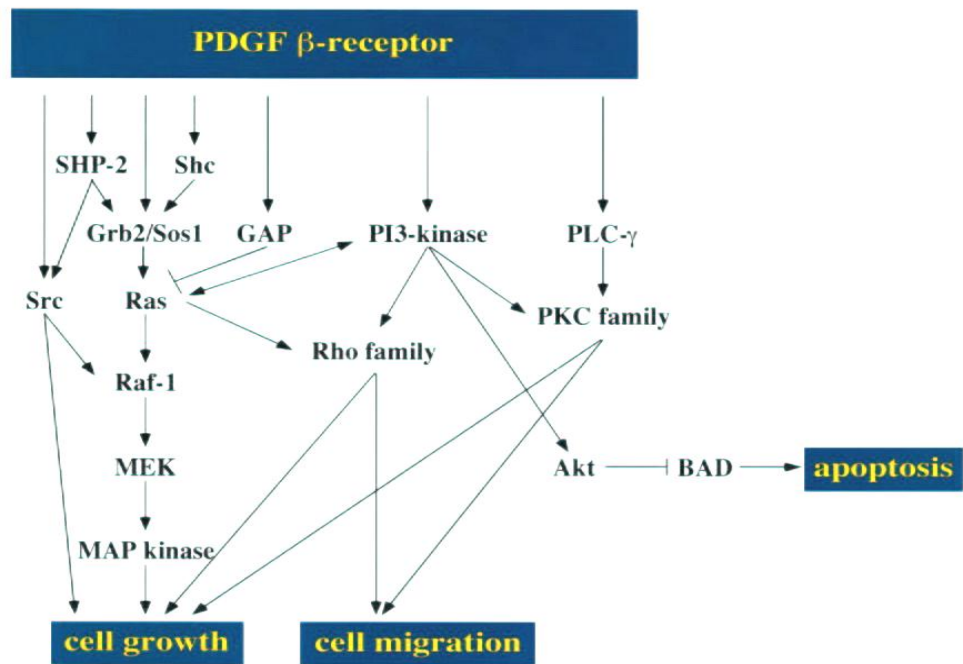 PDGF β-receptor
SHP-2
Shc
Grb2/Sos1
GAP
PI3-kinase
PLC-γ
Src
Ras
PKC family
Rho family
Raf-1
MEK
Akt
BAD
apoptosis
MAP kinase
cell growth
cell migration